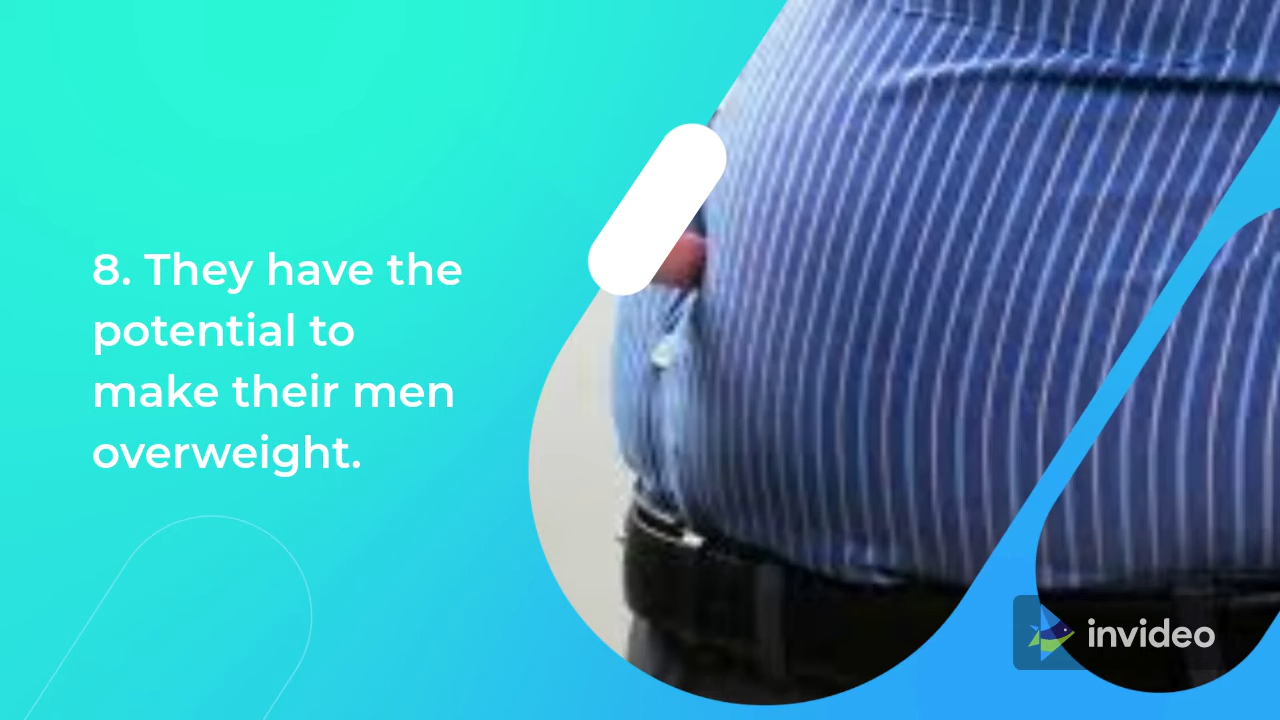 8. They have the
potential to
make their men
overweight.
invideo